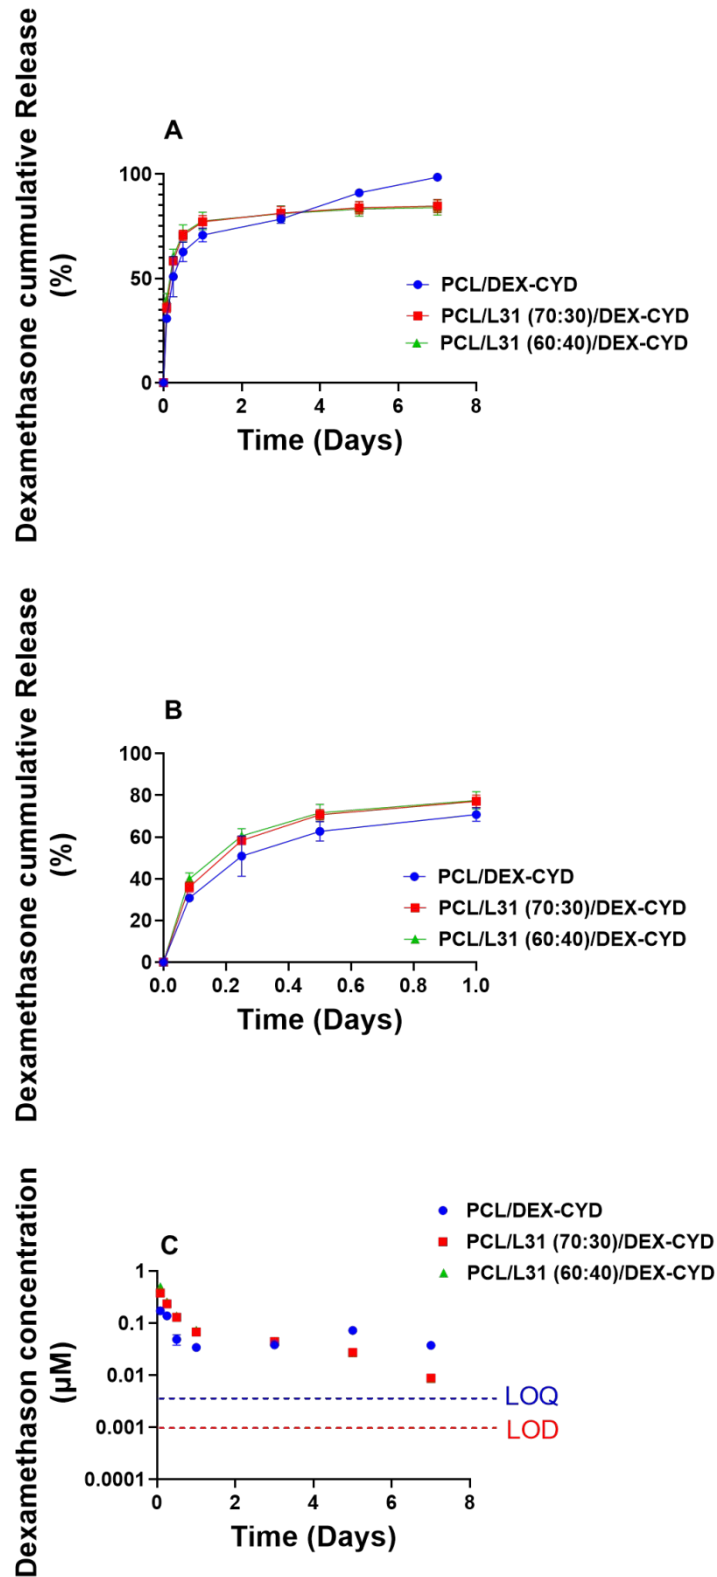 Dexamethasone cummulative Release
(%)
A
100
50
0
0 2 4 6 8
Time (Days)
PCL/DEX-CYD
PCL/L31 (70:30)/DEX-CYD
PCL/L31 (60:40)/DEX-CYD
Dexamethasone cummulative Release
(%)
B
100
80
60
40
20
0
0.0 0.2 0.4 0.6 0.8 1.0
Time (Days)
PCL/DEX-CYD
PCL/L31 (70:30)/DEX-CYD
PCL/L31 (60:40)/DEX-CYD
Dexamethason concentration
(µM)
C
PCL/DEX-CYD
PCL/L31 (70:30)/DEX-CYD
PCL/L31 (60:40)/DEX-CYD
1
0.1
0.01
0.001
0.0001
LOQ
LOD
0 2 4 6 8
Time (Days)